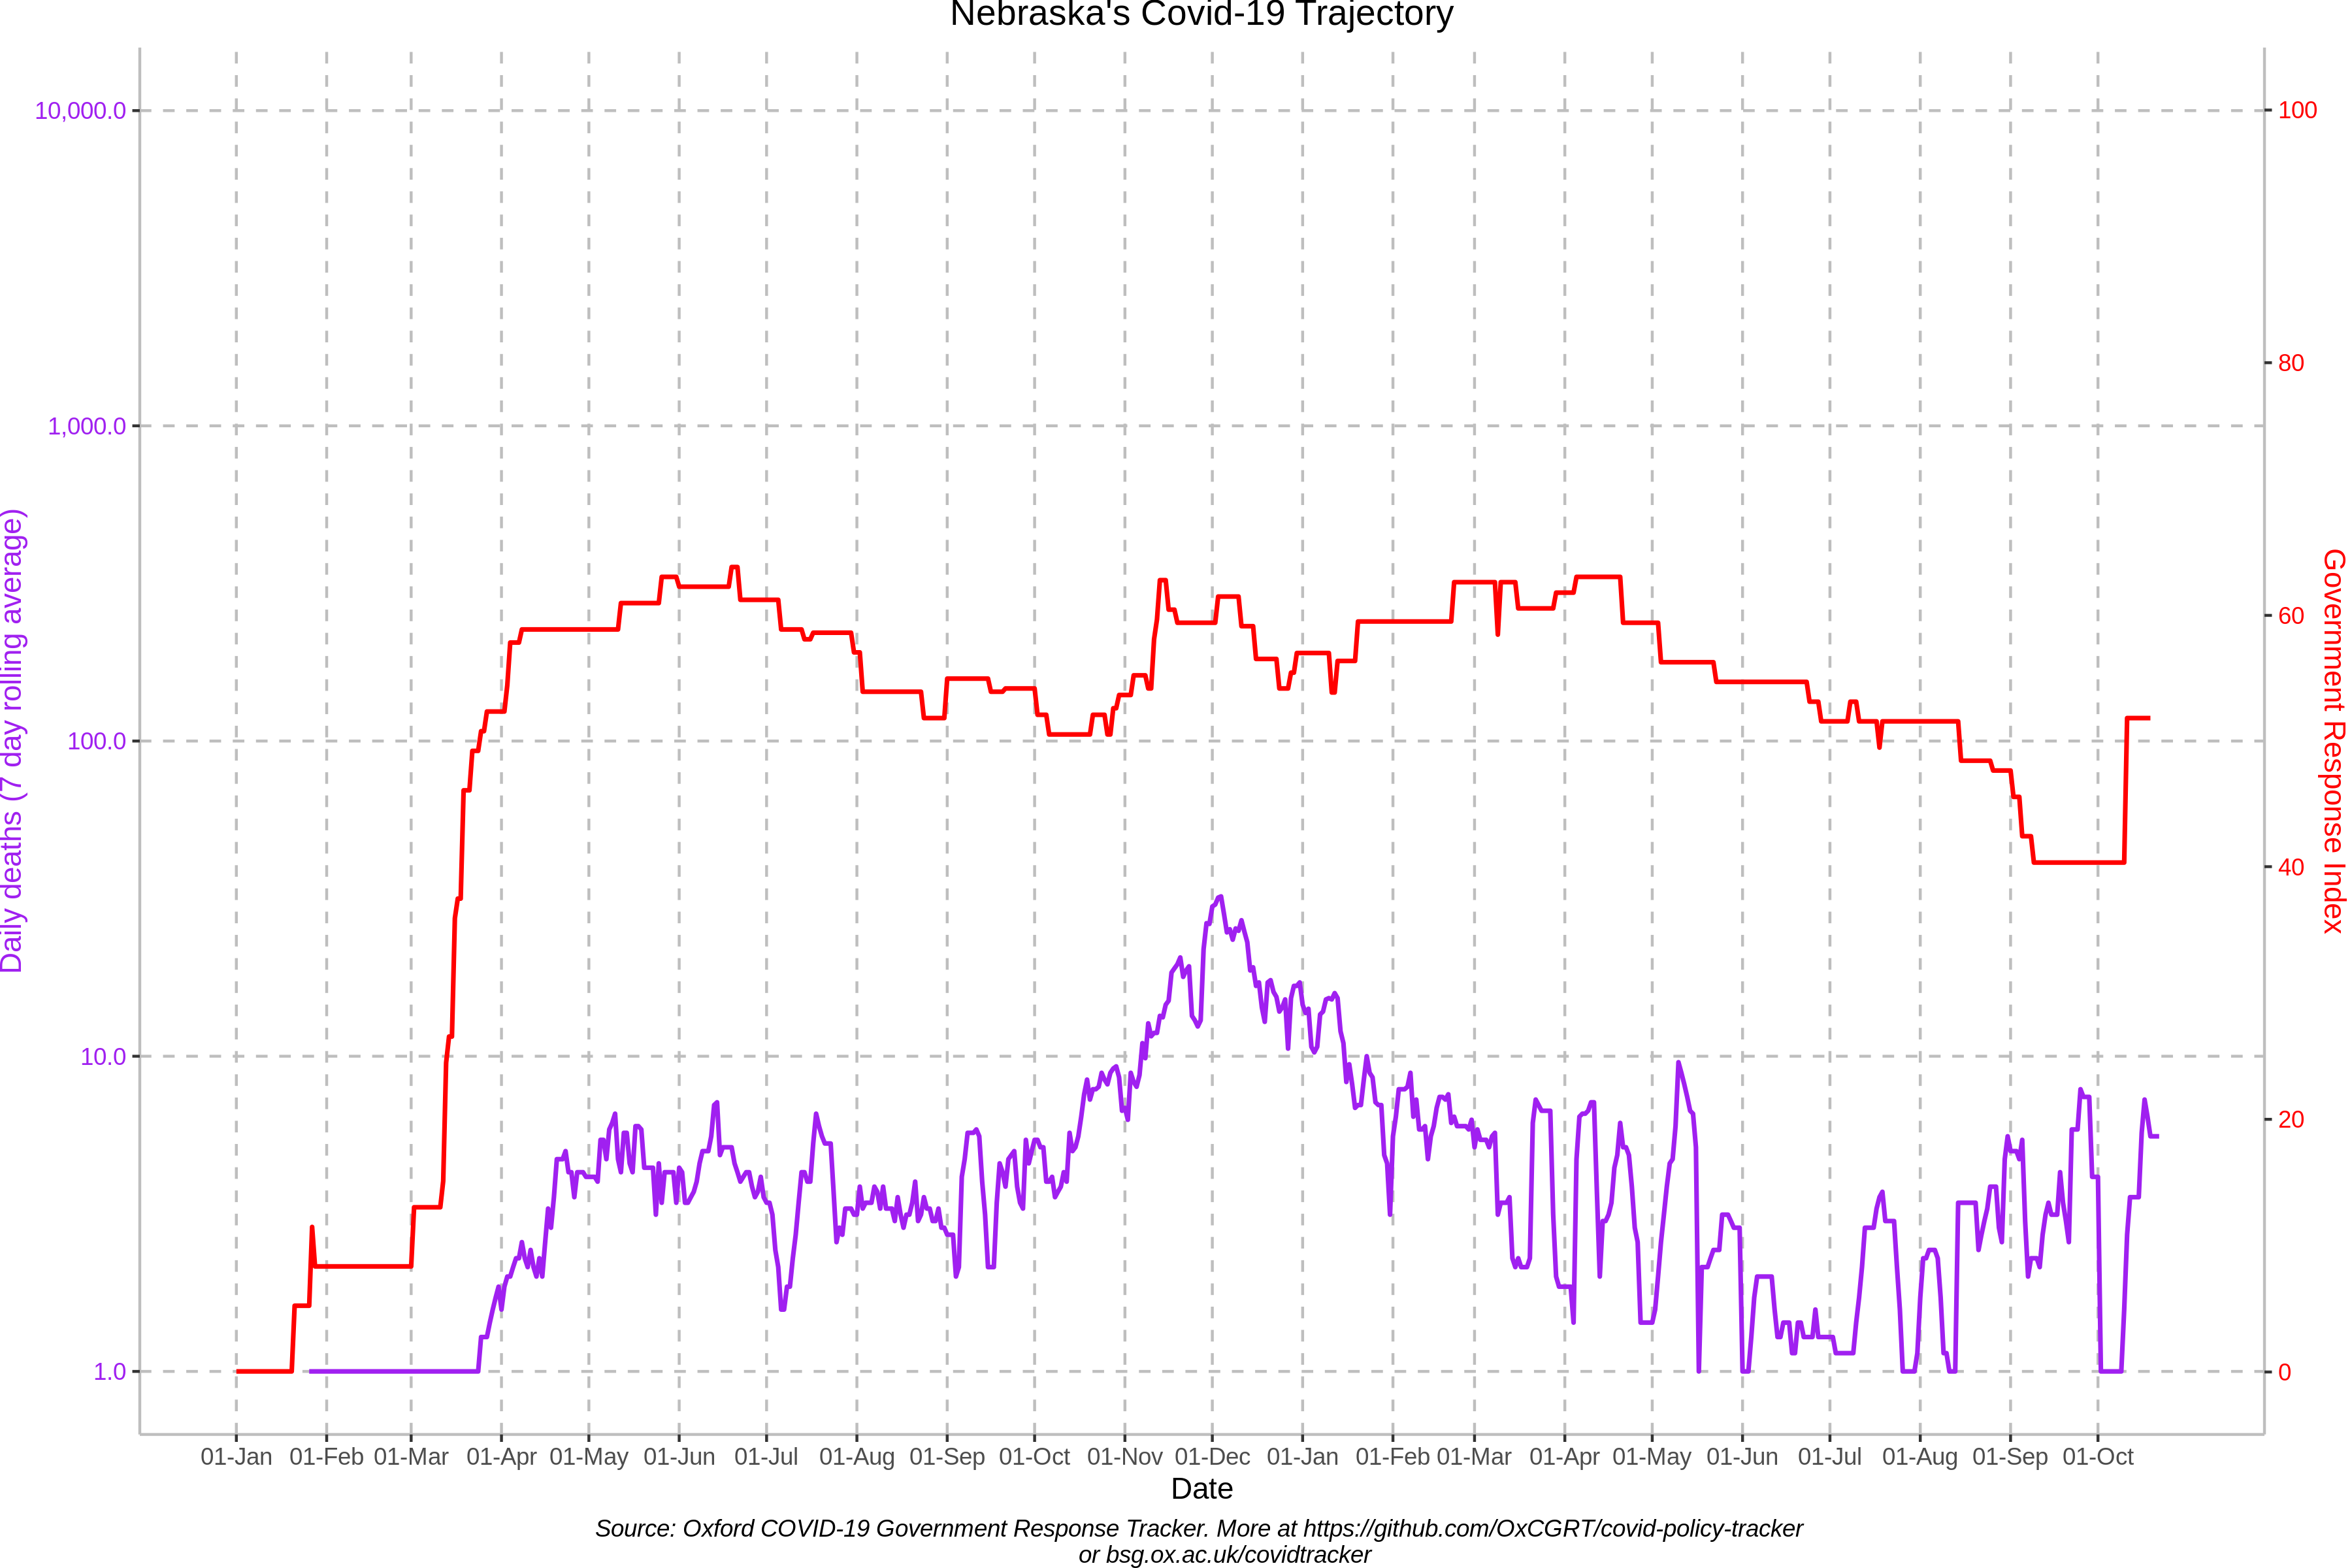 Nebraska's Covid-19 Trajectory
10,000.0
1,000.0
100.0
10.0
1.0
Daily deaths (7 day rolling average)
100
80
60
40
20
0
Government Response Index
01-Jan 01-Feb 01-Mar 01-Apr 01-May 01-Jun 01-Jul 01-Aug 01-Sep 01-Oct 01-Nov 01-Dec 01-Jan 01-Feb 01-Mar 01-Apr 01-May 01-Jun 01-Jul 01-Aug 01-Sep 01-Oct
Date
Source: Oxford COVID-19 Government Response Tracker. More at https://github.com/OxCGRT/covid-policy-tracker
or bsg.ox.ac.uk/covidtracker